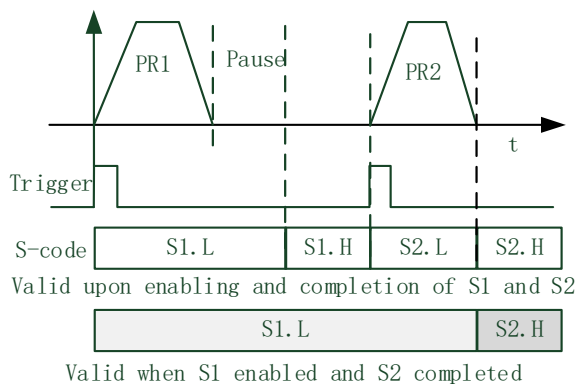 PR1
Pause
PR2
t
Trigger
S-code
S1.L
S1.H
S2.L
S2.H
Valid upon enabling and completion of S1 and S2
S1.L
S2.H
Valid when S1 enabled and S2 completed